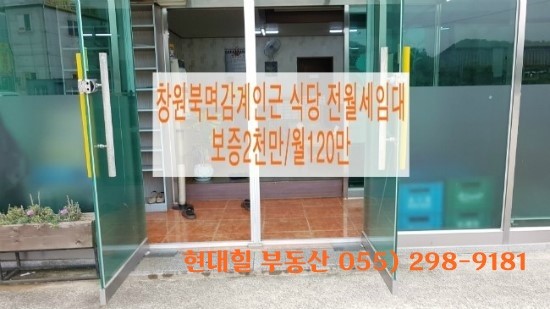 창원북면감계인근 식당 전월세임대
보증2천만/월120만
현대힐 부동산 055) 298-9181